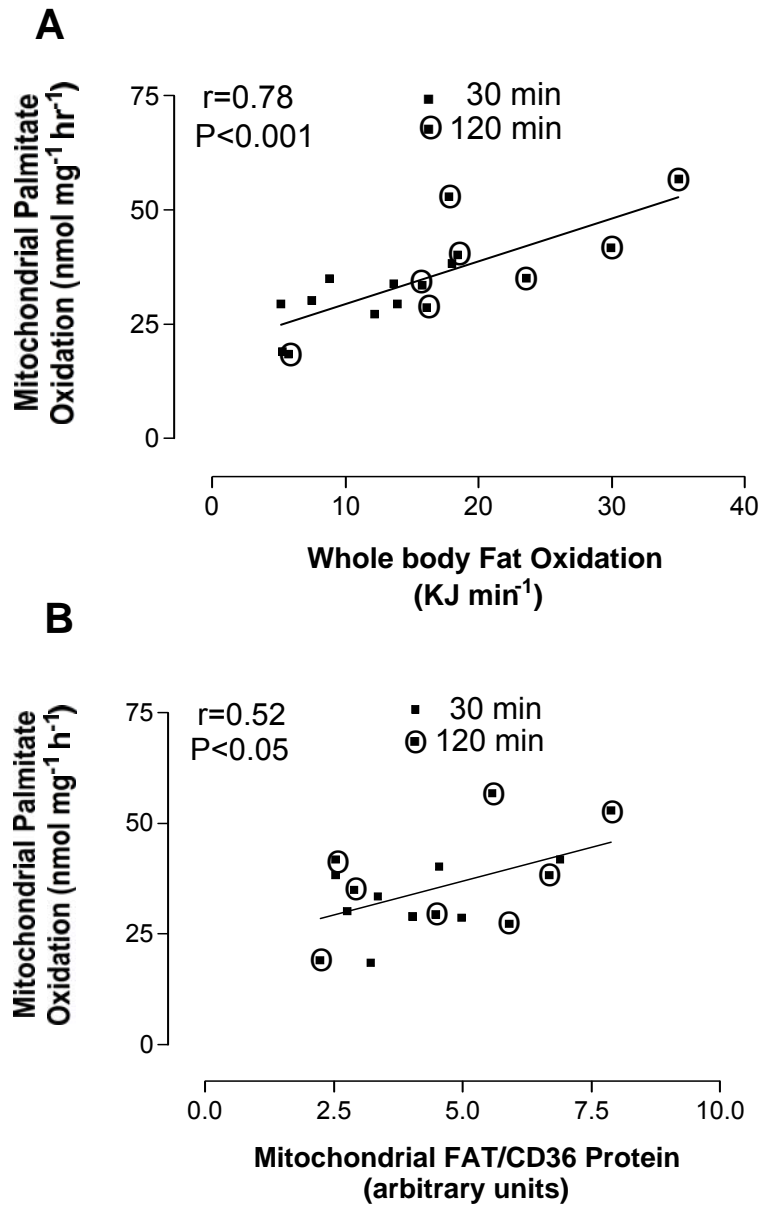 A
Mitochondrial Palmitate
Oxidation (nmol mg-1 hr-1)
r=0.78
P<0.001
30 min
120 min
75
50
25
0
0 10 20 30 40
Whole body Fat Oxidation
(KJ min-1)
B
Mitochondrial Palmitate
Oxidation (nmol mg-1 h-1)
r=0.52
P<0.05
30 min
120 min
75
50
25
0
0.0 2.5 5.0 7.5 10.0
Mitochondrial FAT/CD36 Protein
(arbitrary units)